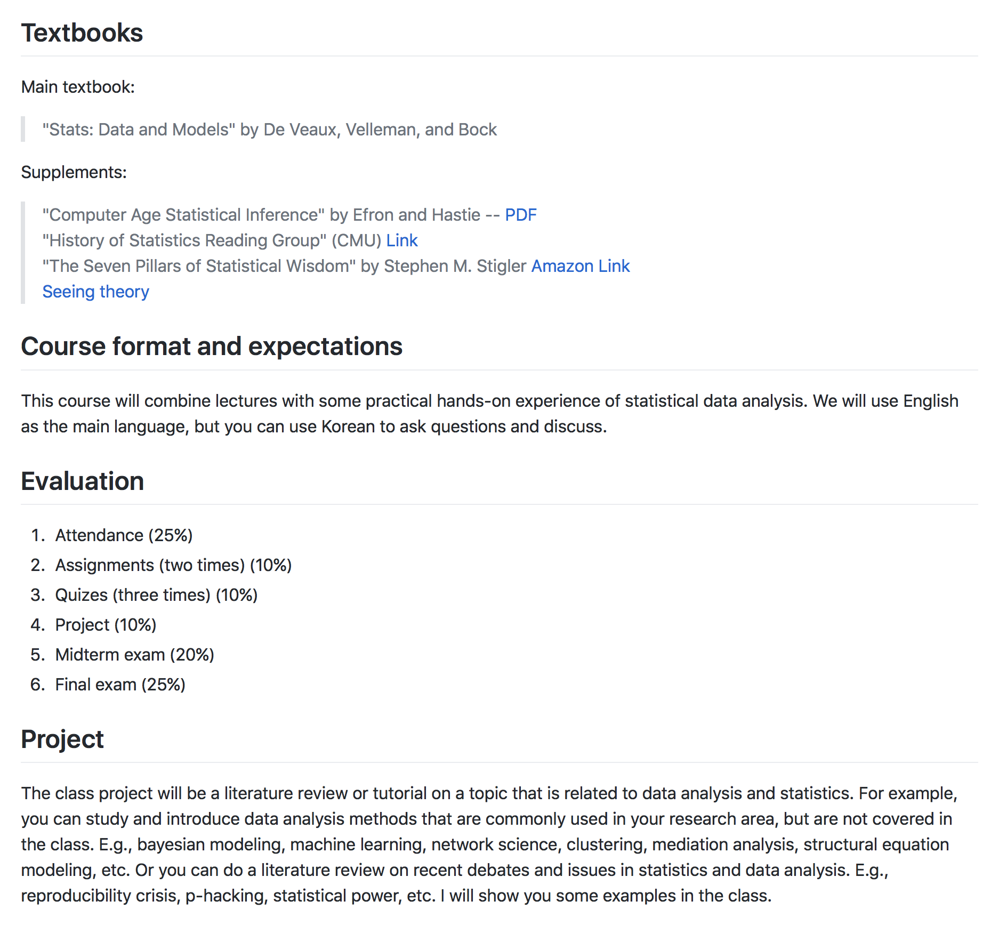 Textbooks
Main textbook:
"Stats: Data and Models" by De Veaux, Velleman, and Bock
Supplements:
"Computer Age Statistical Inference" by Efron and Hastie -- PDF
"History of Statistics Reading Group" (CMU) Link
"The Seven Pillars of Statistical Wisdom" by Stephen M. Stigler Amazon Link
Seeing theory
Course format and expectations
This course will combine lectures with some practical hands-on experience of statistical data analysis. We will use English
as the main language, but you can use Korean to ask questions and discuss.
Evaluation
1. Attendance (25%)
2. Assignments (two times) (10%)
3. Quizes (three times) (10%)
4. Project (10%)
5. Midterm exam (20%)
6. Final exam (25%)
Project
The class project will be a literature review or tutorial on a topic that is related to data analysis and statistics. For example,
you can study and introduce data analysis methods that are commonly used in your research area, but are not covered in
the class. E.g., bayesian modeling, machine learning, network science, clustering, mediation analysis, structural equation
modeling, etc. Or you can do a literature review on recent debates and issues in statistics and data analysis. E.g.,
reproducibility crisis, p-hacking, statistical power, etc. I will show you some examples in the class.